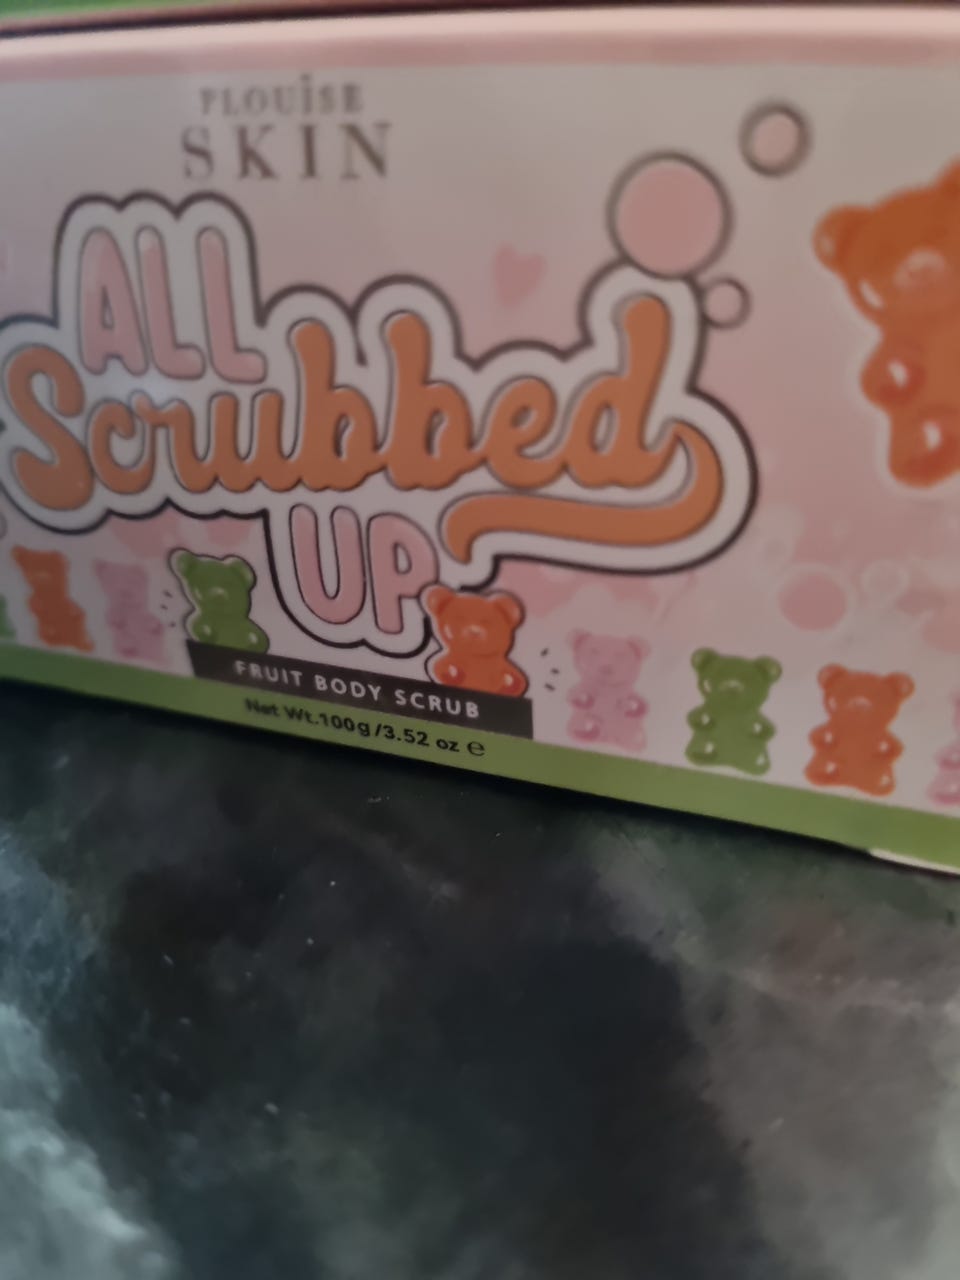 PLOUiSE
SKIN
ALL
Scrubbed
UP
FRUIT BODY SCRUB
Net Wt.100g/3.52 oz ℮